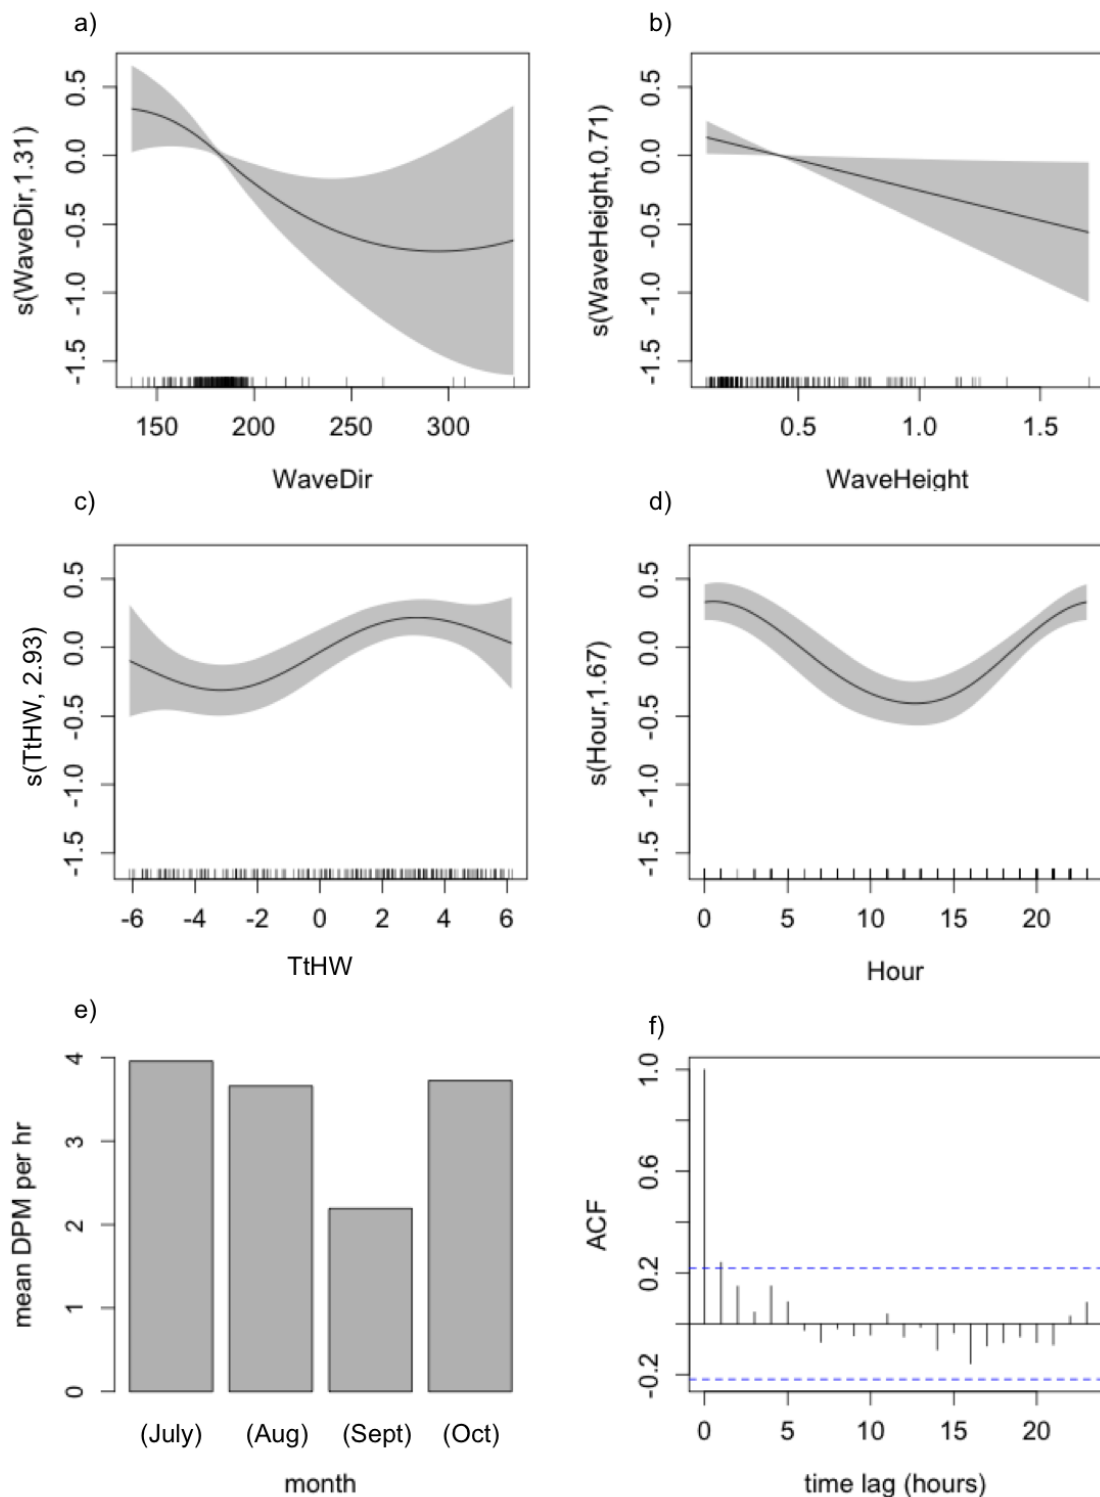 a)
s(WaveDir,1.31)
0.5
0.0
-0.5
-1.0
-1.5
150 200 250 300
WaveDir
b)
s(WaveHeight,0.71)
0.5
0.0
-0.5
-1.0
-1.5
0.5 1.0 1.5
WaveHeight
c)
s(TtHW, 2.93)
0.5
0.0
-0.5
-1.0
-1.5
-6 -4 -2 0 2 4 6
TtHW
d)
s(Hour,1.67)
0.5
0.0
-0.5
-1.0
-1.5
0 5 10 15 20
Hour
e)
mean DPM per hr
4
3
2
1
0
(July) (Aug) (Sept) (Oct)
month
f)
ACF
1.0
0.6
0.2
-0.2
0 5 10 15 20
time lag (hours)